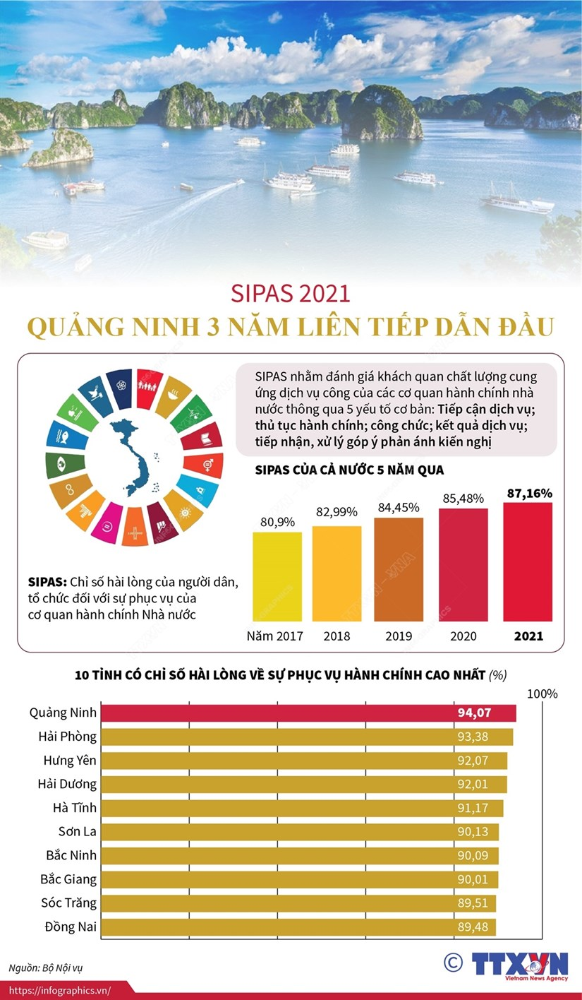 SIPAS 2021
QUẢNG NINH 3 NĂM LIÊN TIẾP DẪN ĐẦU
SIPAS nhằm đánh giá khách quan chất lượng cung
ứng dịch vụ công của các cơ quan hành chính nhà
nước thông qua 5 yếu tố cơ bản: Tiếp cận dịch vụ;
thủ tục hành chính; công chức; kết quả dịch vụ;
tiếp nhận, xử lý góp ý phản ánh kiến nghị
SIPAS: Chỉ số hài lòng của người dân,
tổ chức đối với sự phục vụ của
cơ quan hành chính Nhà nước
SIPAS CỦA CẢ NƯỚC 5 NĂM QUA
80,9%
82,99%
84,45%
85,48%
87,16%
Năm 2017
2018
2019
2020
2021
10 TỈNH CÓ CHỈ SỐ HÀI LÒNG VỀ SỰ PHỤC VỤ HÀNH CHÍNH CAO NHẤT (%)
100%
Quảng Ninh 94,07
Hải Phòng 93,38
Hưng Yên 92,07
Hải Dương 92,01
Hà Tĩnh 91,17
Sơn La 90,13
Bắc Ninh 90,09
Bắc Giang 90,01
Sóc Trăng 89,51
Đồng Nai 89,48
Nguồn: Bộ Nội vụ
© TTXVN
Vietnam News Agency
https://infographics.vn/